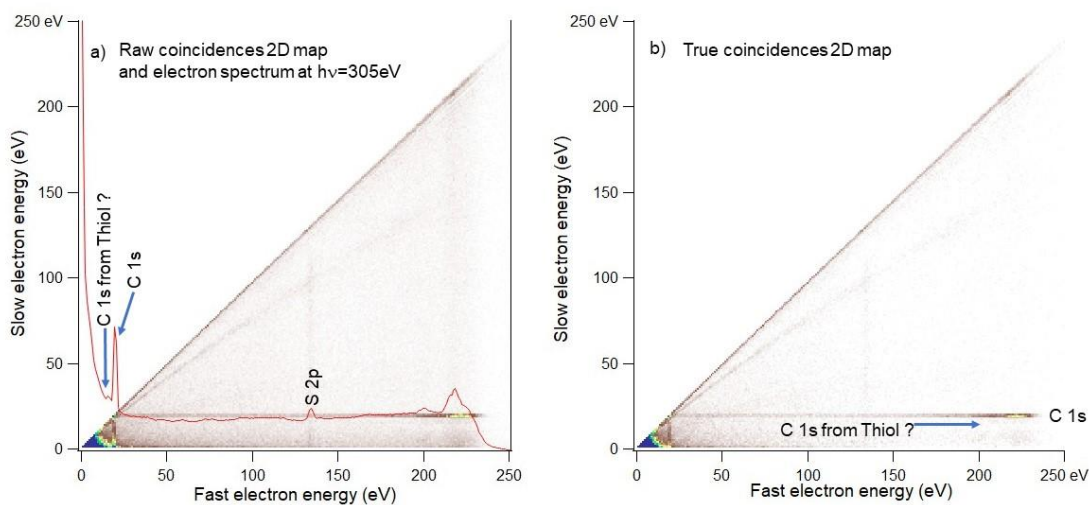 250
a) Raw coincidences 2D map
and electron spectrum at hν=305eV
200
150
100
50
0
Slow electron energy (eV)
C 1s from Thiol ?
C 1s
S 2p
0 50 100 150 200 250
Fast electron energy (eV)
250 eV
b) True coincidences 2D map
200
150
100
50
0
Slow electron energy (eV)
C 1s
C 1s from Thiol ?
0 50 100 150 200 250 eV
Fast electron energy (eV)